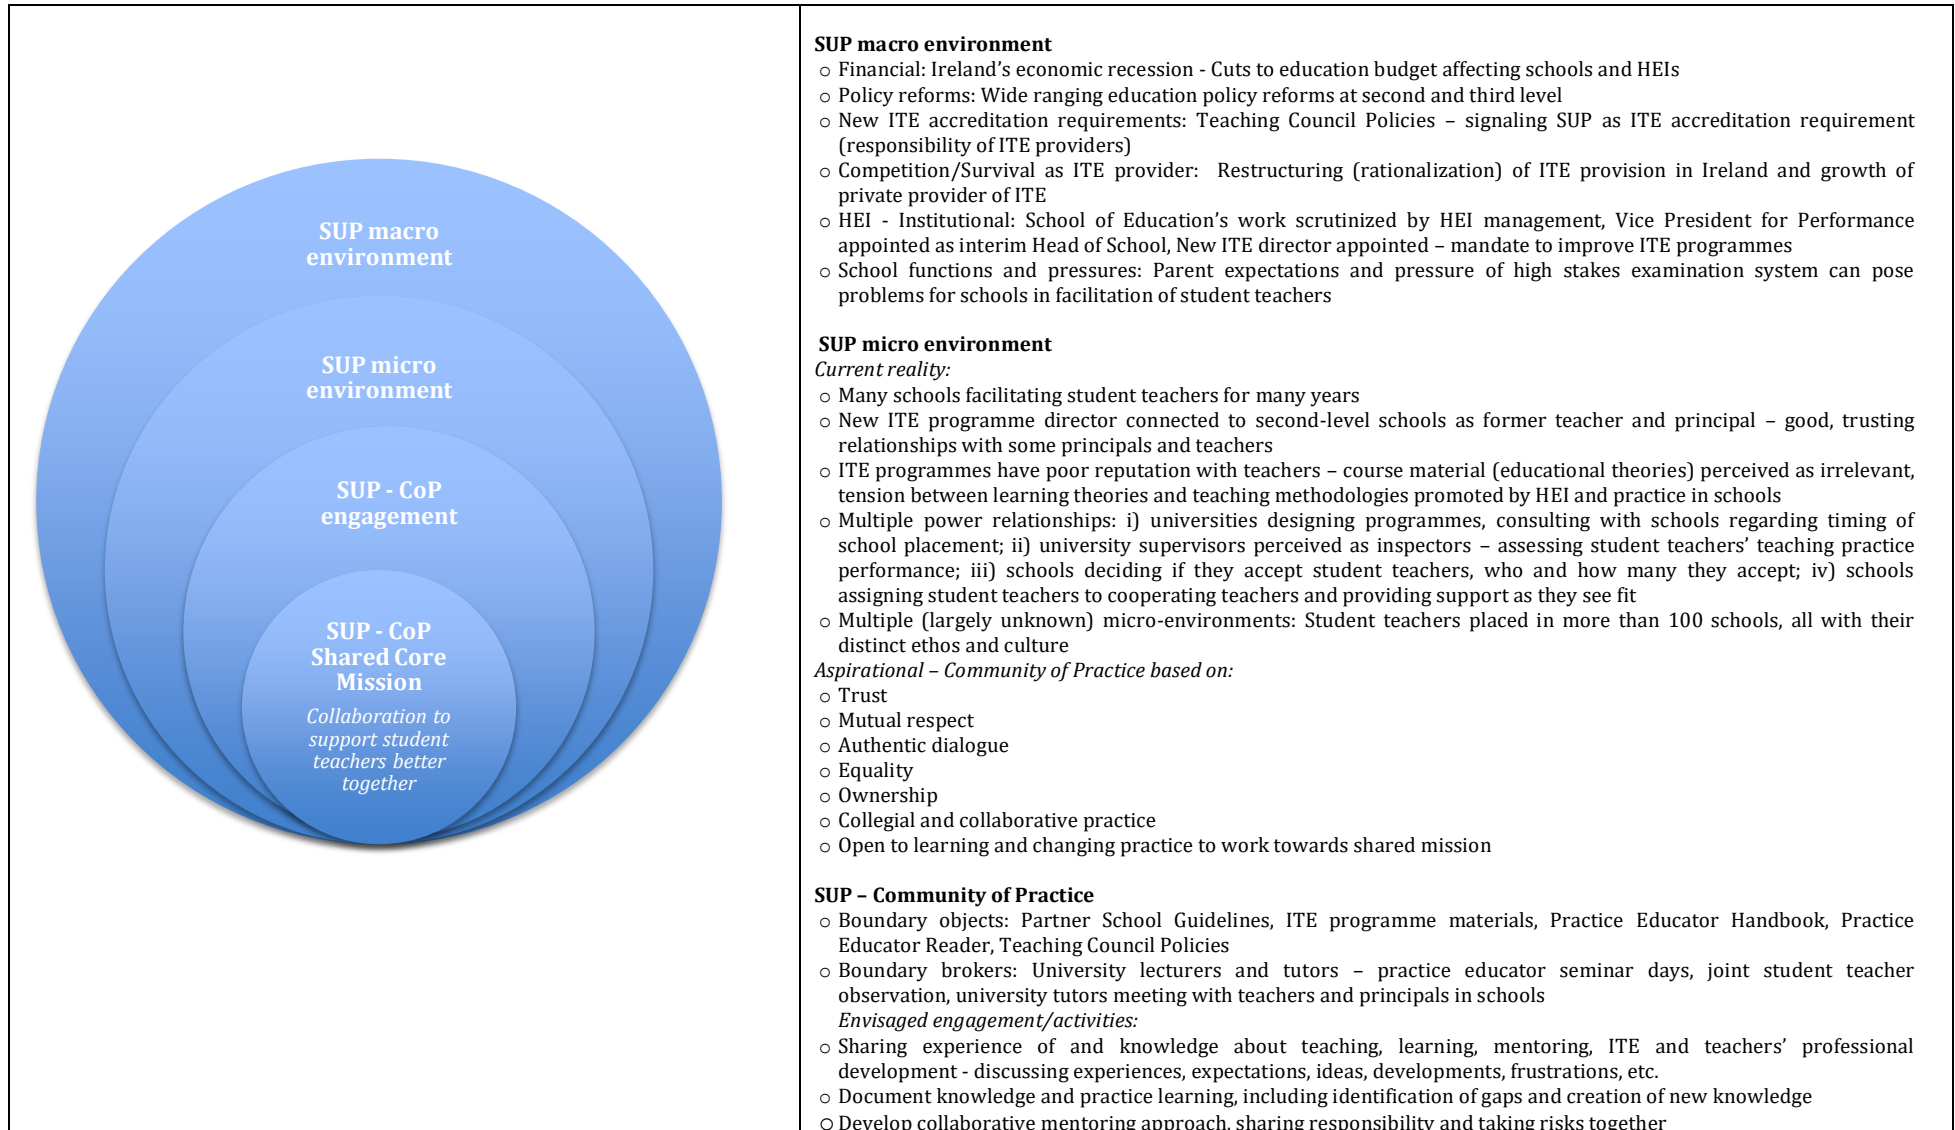 SUP macro
environment
SUP micro
environment
SUP - CoP
engagement
SUP - CoP
Shared Core
Mission
Collaboration to
support student
teachers better
together
SUP macro environment
o Financial: Ireland’s economic recession - Cuts to education budget affecting schools and HEIs
o Policy reforms: Wide ranging education policy reforms at second and third level
o New ITE accreditation requirements: Teaching Council Policies – signaling SUP as ITE accreditation requirement
(responsibility of ITE providers)
o Competition/Survival as ITE provider: Restructuring (rationalization) of ITE provision in Ireland and growth of
private provider of ITE
o HEI - Institutional: School of Education’s work scrutinized by HEI management, Vice President for Performance
appointed as interim Head of School, New ITE director appointed – mandate to improve ITE programmes
o School functions and pressures: Parent expectations and pressure of high stakes examination system can pose
problems for schools in facilitation of student teachers
SUP micro environment
Current reality:
o Many schools facilitating student teachers for many years
o New ITE programme director connected to second-level schools as former teacher and principal – good, trusting
relationships with some principals and teachers
o ITE programmes have poor reputation with teachers – course material (educational theories) perceived as irrelevant,
tension between learning theories and teaching methodologies promoted by HEI and practice in schools
o Multiple power relationships: i) universities designing programmes, consulting with schools regarding timing of
school placement; ii) university supervisors perceived as inspectors – assessing student teachers’ teaching practice
performance; iii) schools deciding if they accept student teachers, who and how many they accept; iv) schools
assigning student teachers to cooperating teachers and providing support as they see fit
o Multiple (largely unknown) micro-environments: Student teachers placed in more than 100 schools, all with their
distinct ethos and culture
Aspirational – Community of Practice based on:
o Trust
o Mutual respect
o Authentic dialogue
o Equality
o Ownership
o Collegial and collaborative practice
o Open to learning and changing practice to work towards shared mission
SUP – Community of Practice
o Boundary objects: Partner School Guidelines, ITE programme materials, Practice Educator Handbook, Practice
Educator Reader, Teaching Council Policies
o Boundary brokers: University lecturers and tutors – practice educator seminar days, joint student teacher
observation, university tutors meeting with teachers and principals in schools
Envisaged engagement/activities:
o Sharing experience of and knowledge about teaching, learning, mentoring, ITE and teachers’ professional
development - discussing experiences, expectations, ideas, developments, frustrations, etc.
o Document knowledge and practice learning, including identification of gaps and creation of new knowledge
o Develop collaborative mentoring approach, sharing responsibility and taking risks together